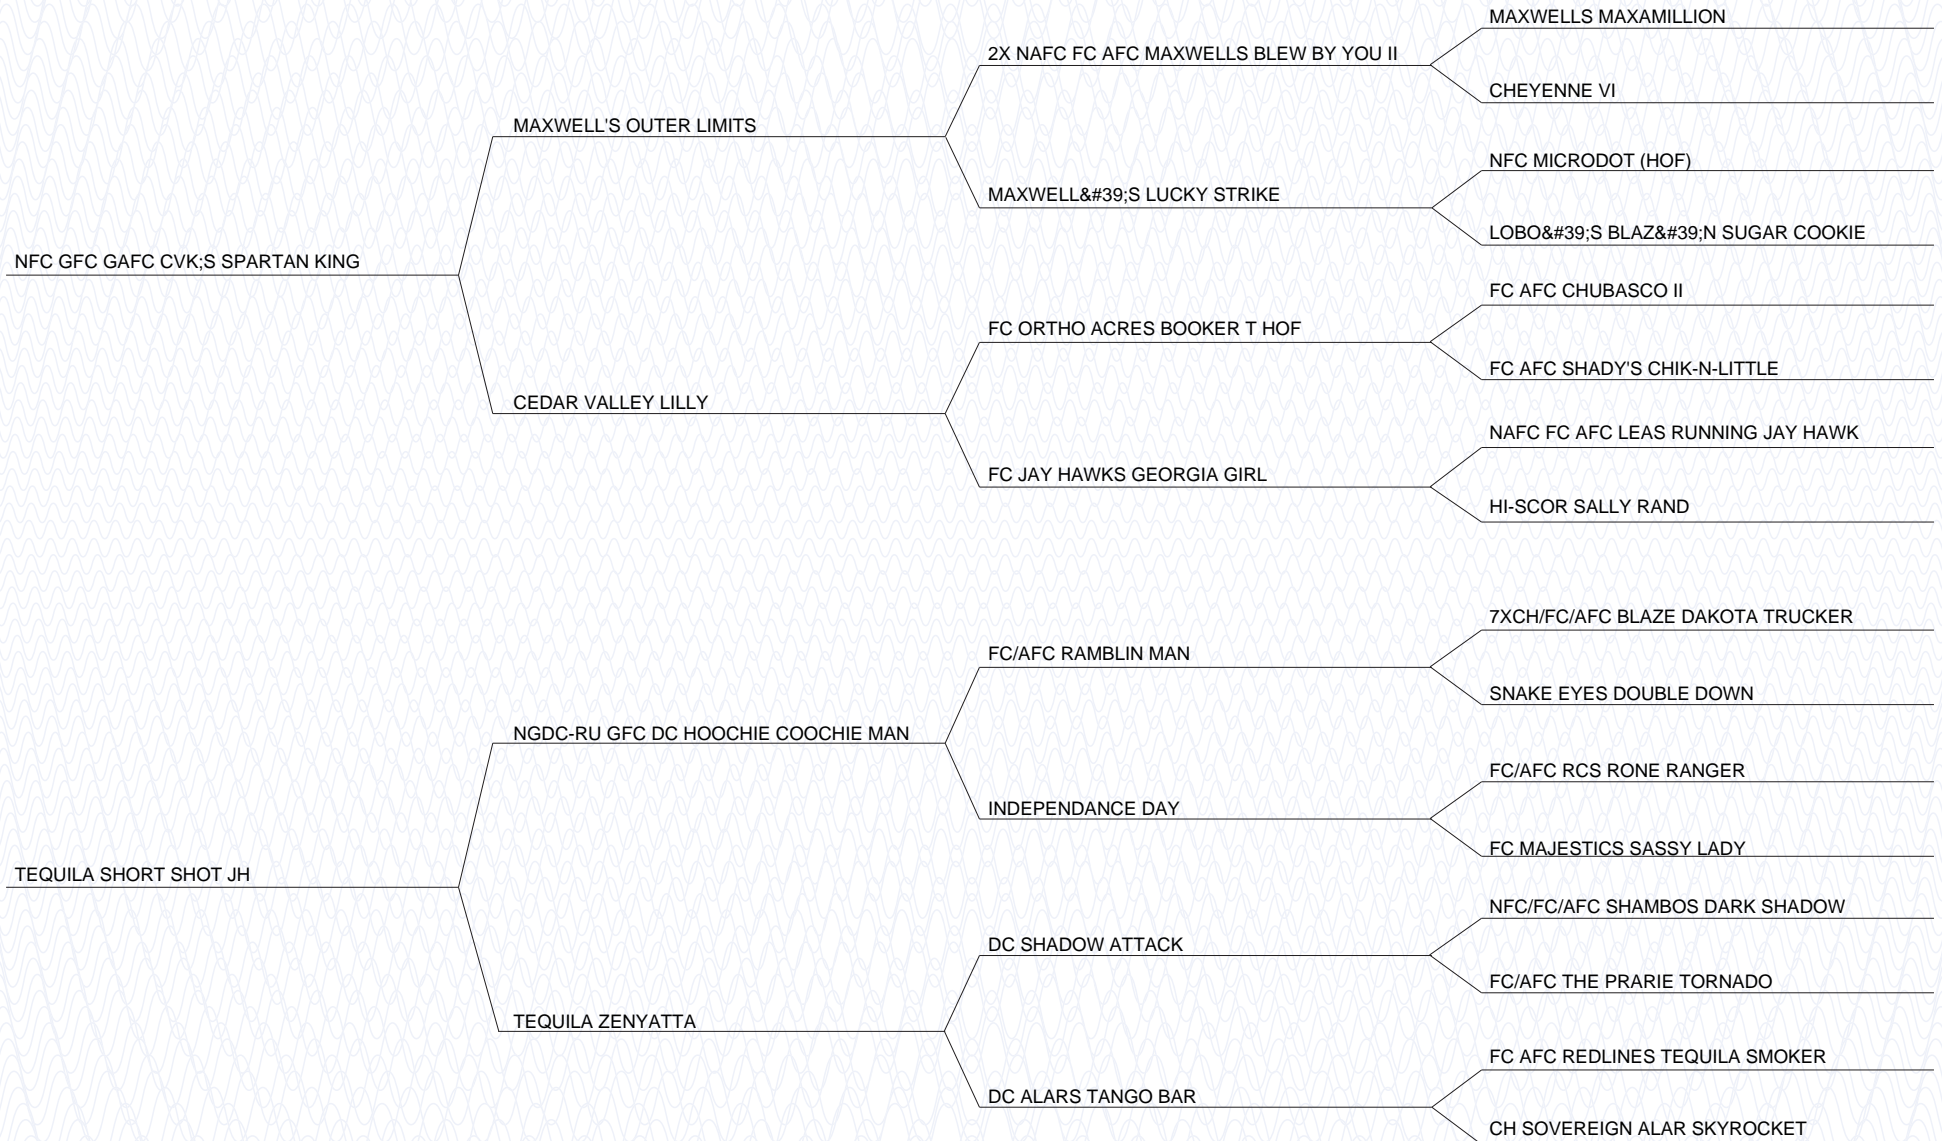 MAXWELLS MAXAMILLION
2X NAFC FC AFC MAXWELLS BLEW BY YOU II
CHEYENNE VI
MAXWELL'S OUTER LIMITS
NFC MICRODOT (HOF)
MAXWELL&#39;S LUCKY STRIKE
LOBO&#39;S BLAZ&#39;N SUGAR COOKIE
NFC GFC GAFC CVK;S SPARTAN KING
FC AFC CHUBASCO II
FC ORTHO ACRES BOOKER T HOF
FC AFC SHADY'S CHIK-N-LITTLE
CEDAR VALLEY LILLY
NAFC FC AFC LEAS RUNNING JAY HAWK
FC JAY HAWKS GEORGIA GIRL
HI-SCOR SALLY RAND
7XCH/FC/AFC BLAZE DAKOTA TRUCKER
FC/AFC RAMBLIN MAN
SNAKE EYES DOUBLE DOWN
NGDC-RU GFC DC HOOCHIE COOCHIE MAN
FC/AFC RCS RONE RANGER
INDEPENDANCE DAY
FC MAJESTICS SASSY LADY
TEQUILA SHORT SHOT JH
NFC/FC/AFC SHAMBOS DARK SHADOW
DC SHADOW ATTACK
FC/AFC THE PRARIE TORNADO
TEQUILA ZENYATTA
FC AFC REDLINES TEQUILA SMOKER
DC ALARS TANGO BAR
CH SOVEREIGN ALAR SKYROCKET